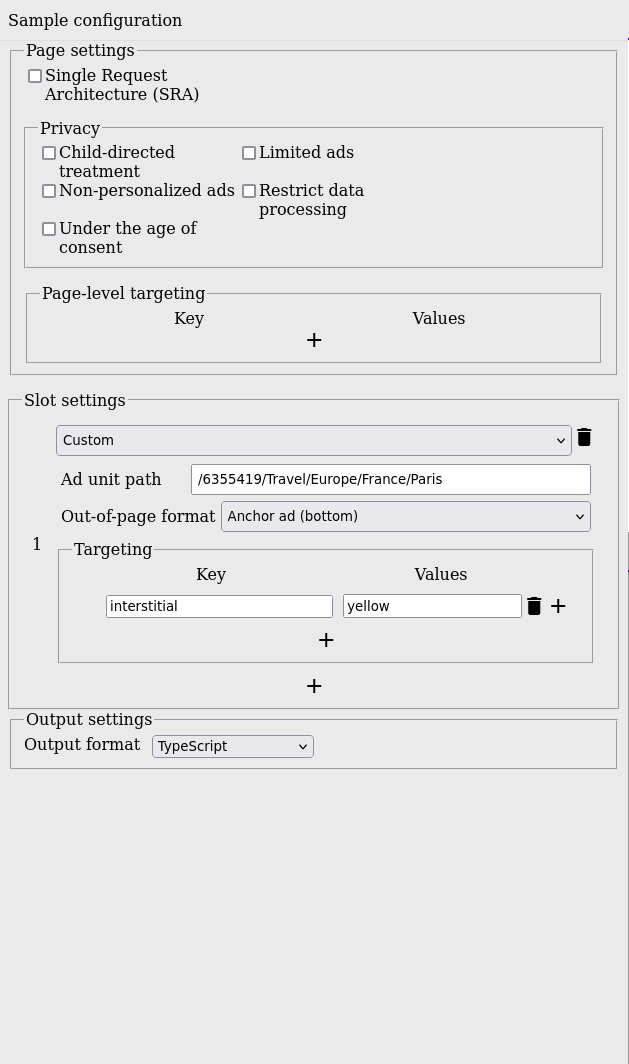 Sample configuration
Page settings
Single Request
Architecture (SRA)
Privacy
Child-directed
treatment
Limited ads
Non-personalized ads
Restrict data
processing
Under the age of
consent
Page-level targeting
Key Values
+
Slot settings
Custom
Ad unit path /6355419/Travel/Europe/France/Paris
Out-of-page format Anchor ad (bottom)
1
Targeting
Key Values
interstitial yellow +
+
+
Output settings
Output format TypeScript